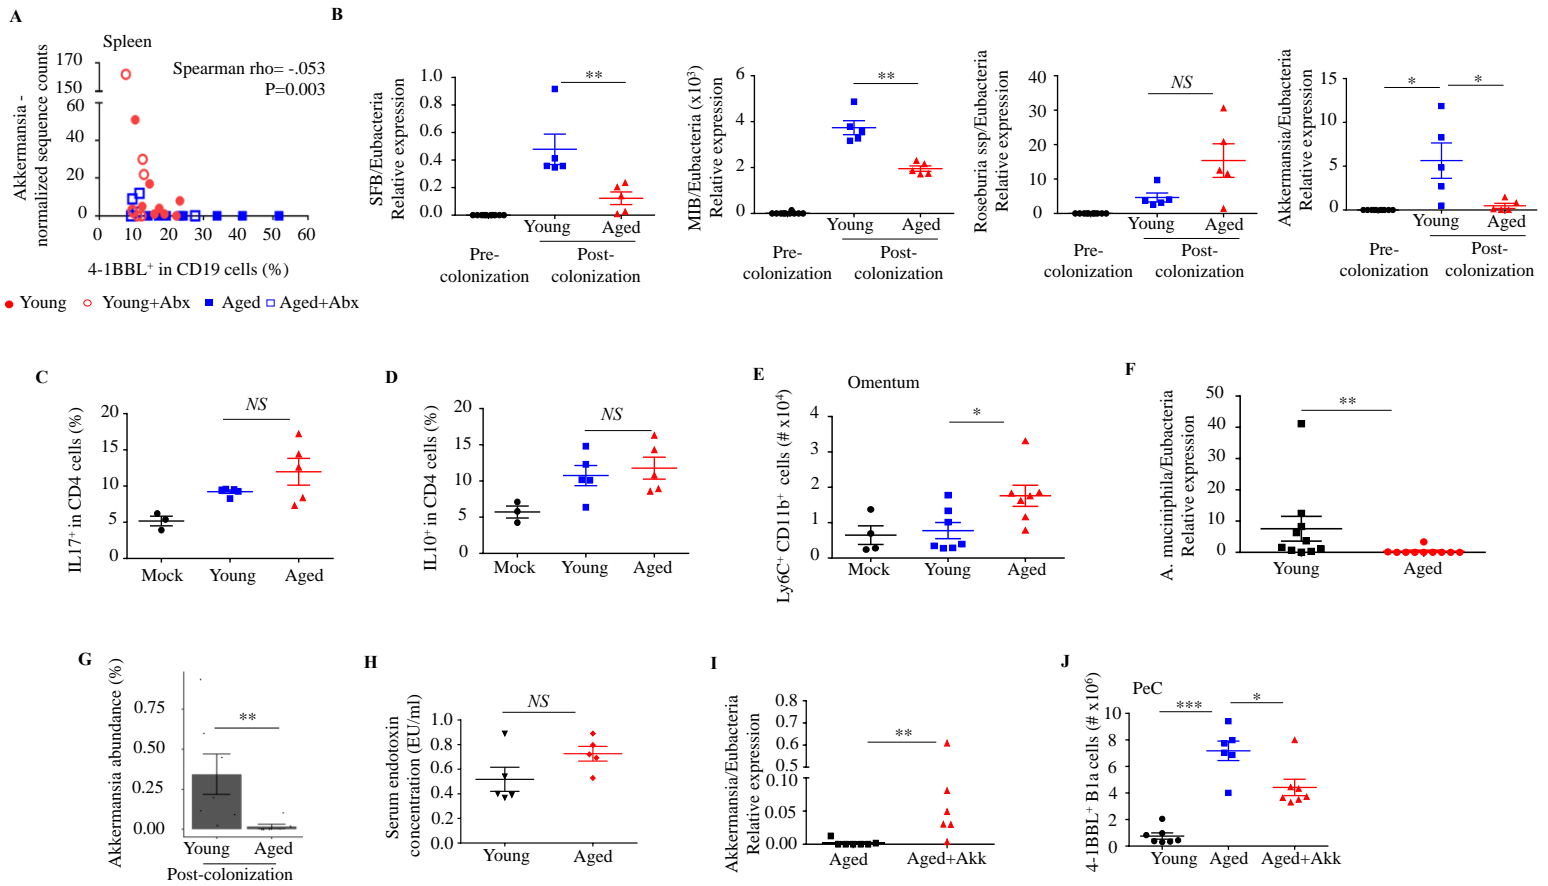 A
Spleen
Spearman rho= -.053
P=0.003
Akkermansia -
normalized sequence counts
170
150
60
40
20
0
0 10 20 30 40 50 60
4-1BBL⁺ in CD19 cells (%)
Young Young+Abx Aged Aged+Abx
B
SFB/Eubacteria
Relative expression
1.0
0.8
0.6
0.4
0.2
0.0
**
Young Aged
Pre-
colonization
Post-
colonization
MIB/Eubacteria (x10³)
Relative expression
6
4
2
0
**
Young Aged
Pre-
colonization
Post-
colonization
Roseburia ssp/Eubacteria
Relative expression
40
30
20
10
0
NS
Young Aged
Pre-
colonization
Post-
colonization
Akkermansia/Eubacteria
Relative expression
15
10
5
0
* *
Young Aged
Pre-
colonization
Post-
colonization
C
IL17⁺ in CD4 cells (%)
20
15
10
5
0
NS
Mock Young Aged
D
IL10⁺ in CD4 cells (%)
20
15
10
5
0
NS
Mock Young Aged
E
Omentum
Ly6C⁺ CD11b⁺ cells (# x10⁴)
4
3
2
1
0
*
Mock Young Aged
F
A. muciniphila/Eubacteria
Relative expression
50
40
30
20
10
0
**
Young Aged
G
Akkermansia abundance (%)
0.75
0.50
0.25
0.00
**
Young Aged
Post-colonization
H
Serum endotoxin
concentration (EU/ml)
1.0
0.8
0.6
0.4
0.2
0.0
NS
Young Aged
I
Akkermansia/Eubacteria
Relative expression
0.8
0.7
0.6
0.5
0.10
0.05
0.00
**
Aged Aged+Akk
J
PeC
4-1BBL⁺ B1a cells (# x10⁶)
10
8
6
4
2
0
*** *
Young Aged Aged+Akk